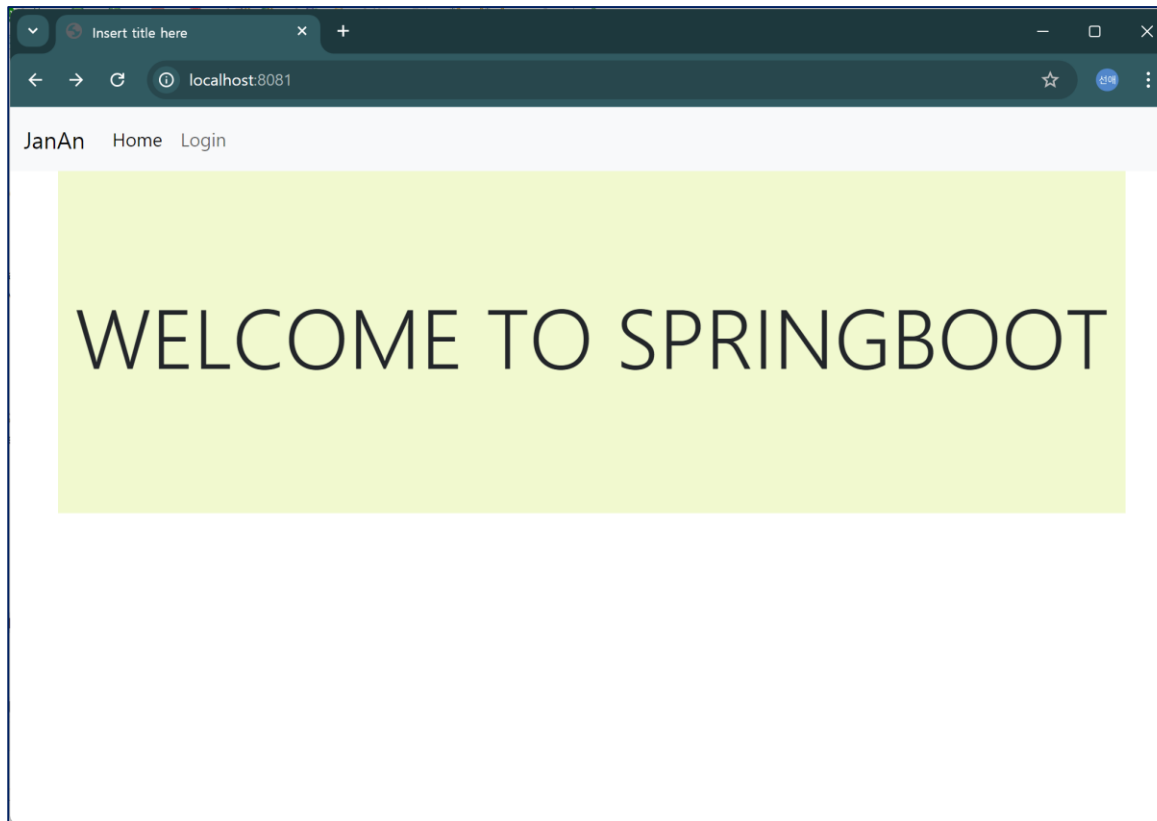 Insert title here
localhost:8081
선애
JanAn Home Login
WELCOME TO SPRINGBOOT